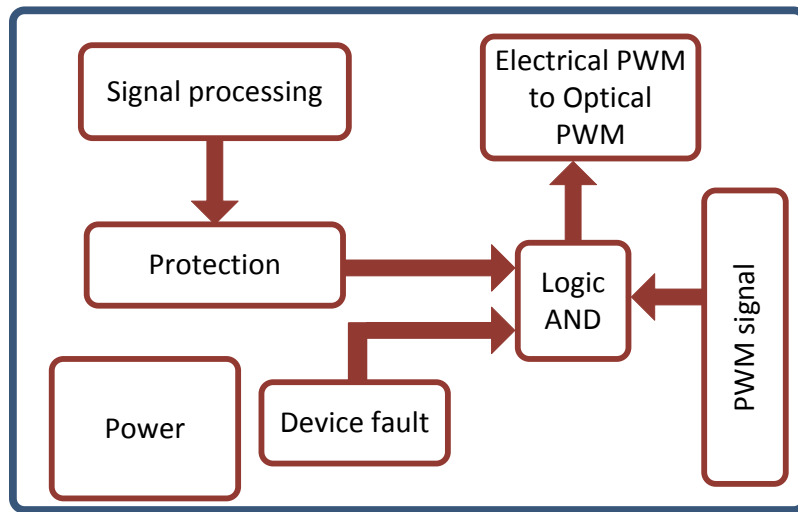 Signal processing
Electrical PWM
to Optical
PWM
Protection
Logic
AND
PWM signal
Power
Device fault